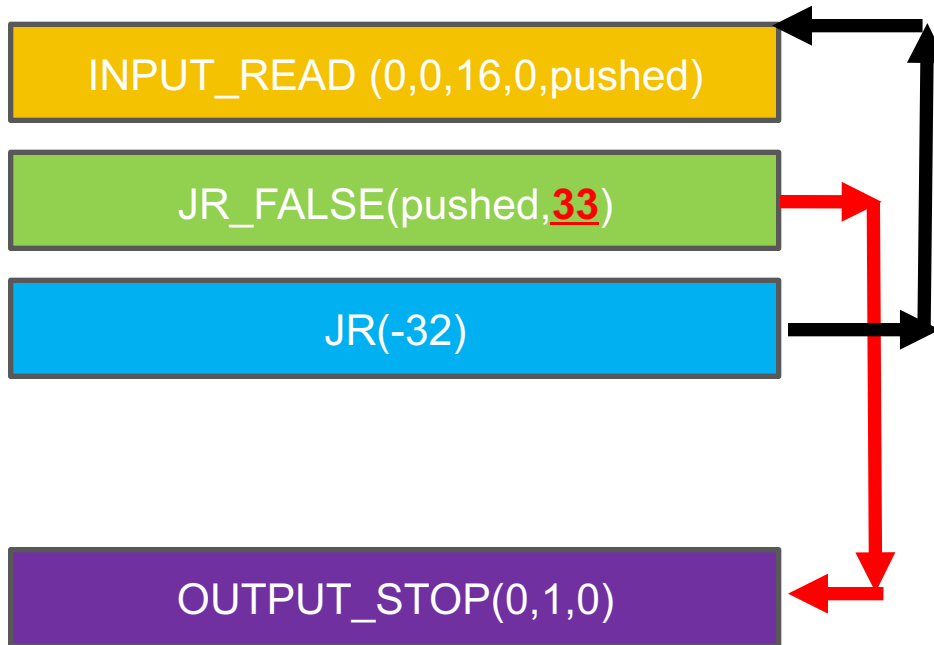 INPUT_READ (0,0,16,0,pushed)
JR_FALSE(pushed,33)
JR(-32)
OUTPUT_STOP(0,1,0)